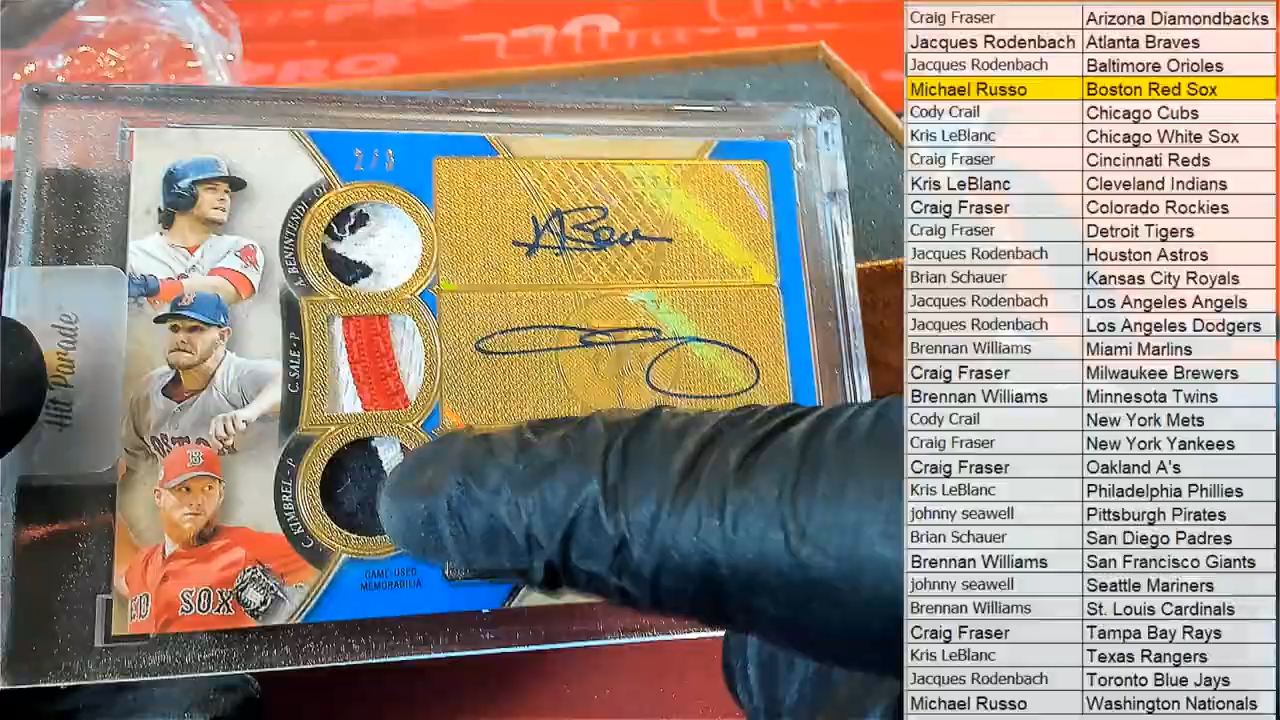 PRO
Hit Parade
2/3
A. BENINTENDI - OF
C. SALE - P
C. KIMBREL - P
BOSTON
B
RED SOX
GAME-USED
MEMORABILIA
Craig Fraser Arizona Diamondbacks
Jacques Rodenbach Atlanta Braves
Jacques Rodenbach Baltimore Orioles
Michael Russo Boston Red Sox
Cody Crail Chicago Cubs
Kris LeBlanc Chicago White Sox
Craig Fraser Cincinnati Reds
Kris LeBlanc Cleveland Indians
Craig Fraser Colorado Rockies
Craig Fraser Detroit Tigers
Jacques Rodenbach Houston Astros
Brian Schauer Kansas City Royals
Jacques Rodenbach Los Angeles Angels
Jacques Rodenbach Los Angeles Dodgers
Brennan Williams Miami Marlins
Craig Fraser Milwaukee Brewers
Brennan Williams Minnesota Twins
Cody Crail New York Mets
Craig Fraser New York Yankees
Craig Fraser Oakland A's
Kris LeBlanc Philadelphia Phillies
johnny seawell Pittsburgh Pirates
Brian Schauer San Diego Padres
Brennan Williams San Francisco Giants
johnny seawell Seattle Mariners
Brennan Williams St. Louis Cardinals
Craig Fraser Tampa Bay Rays
Kris LeBlanc Texas Rangers
Jacques Rodenbach Toronto Blue Jays
Michael Russo Washington Nationals